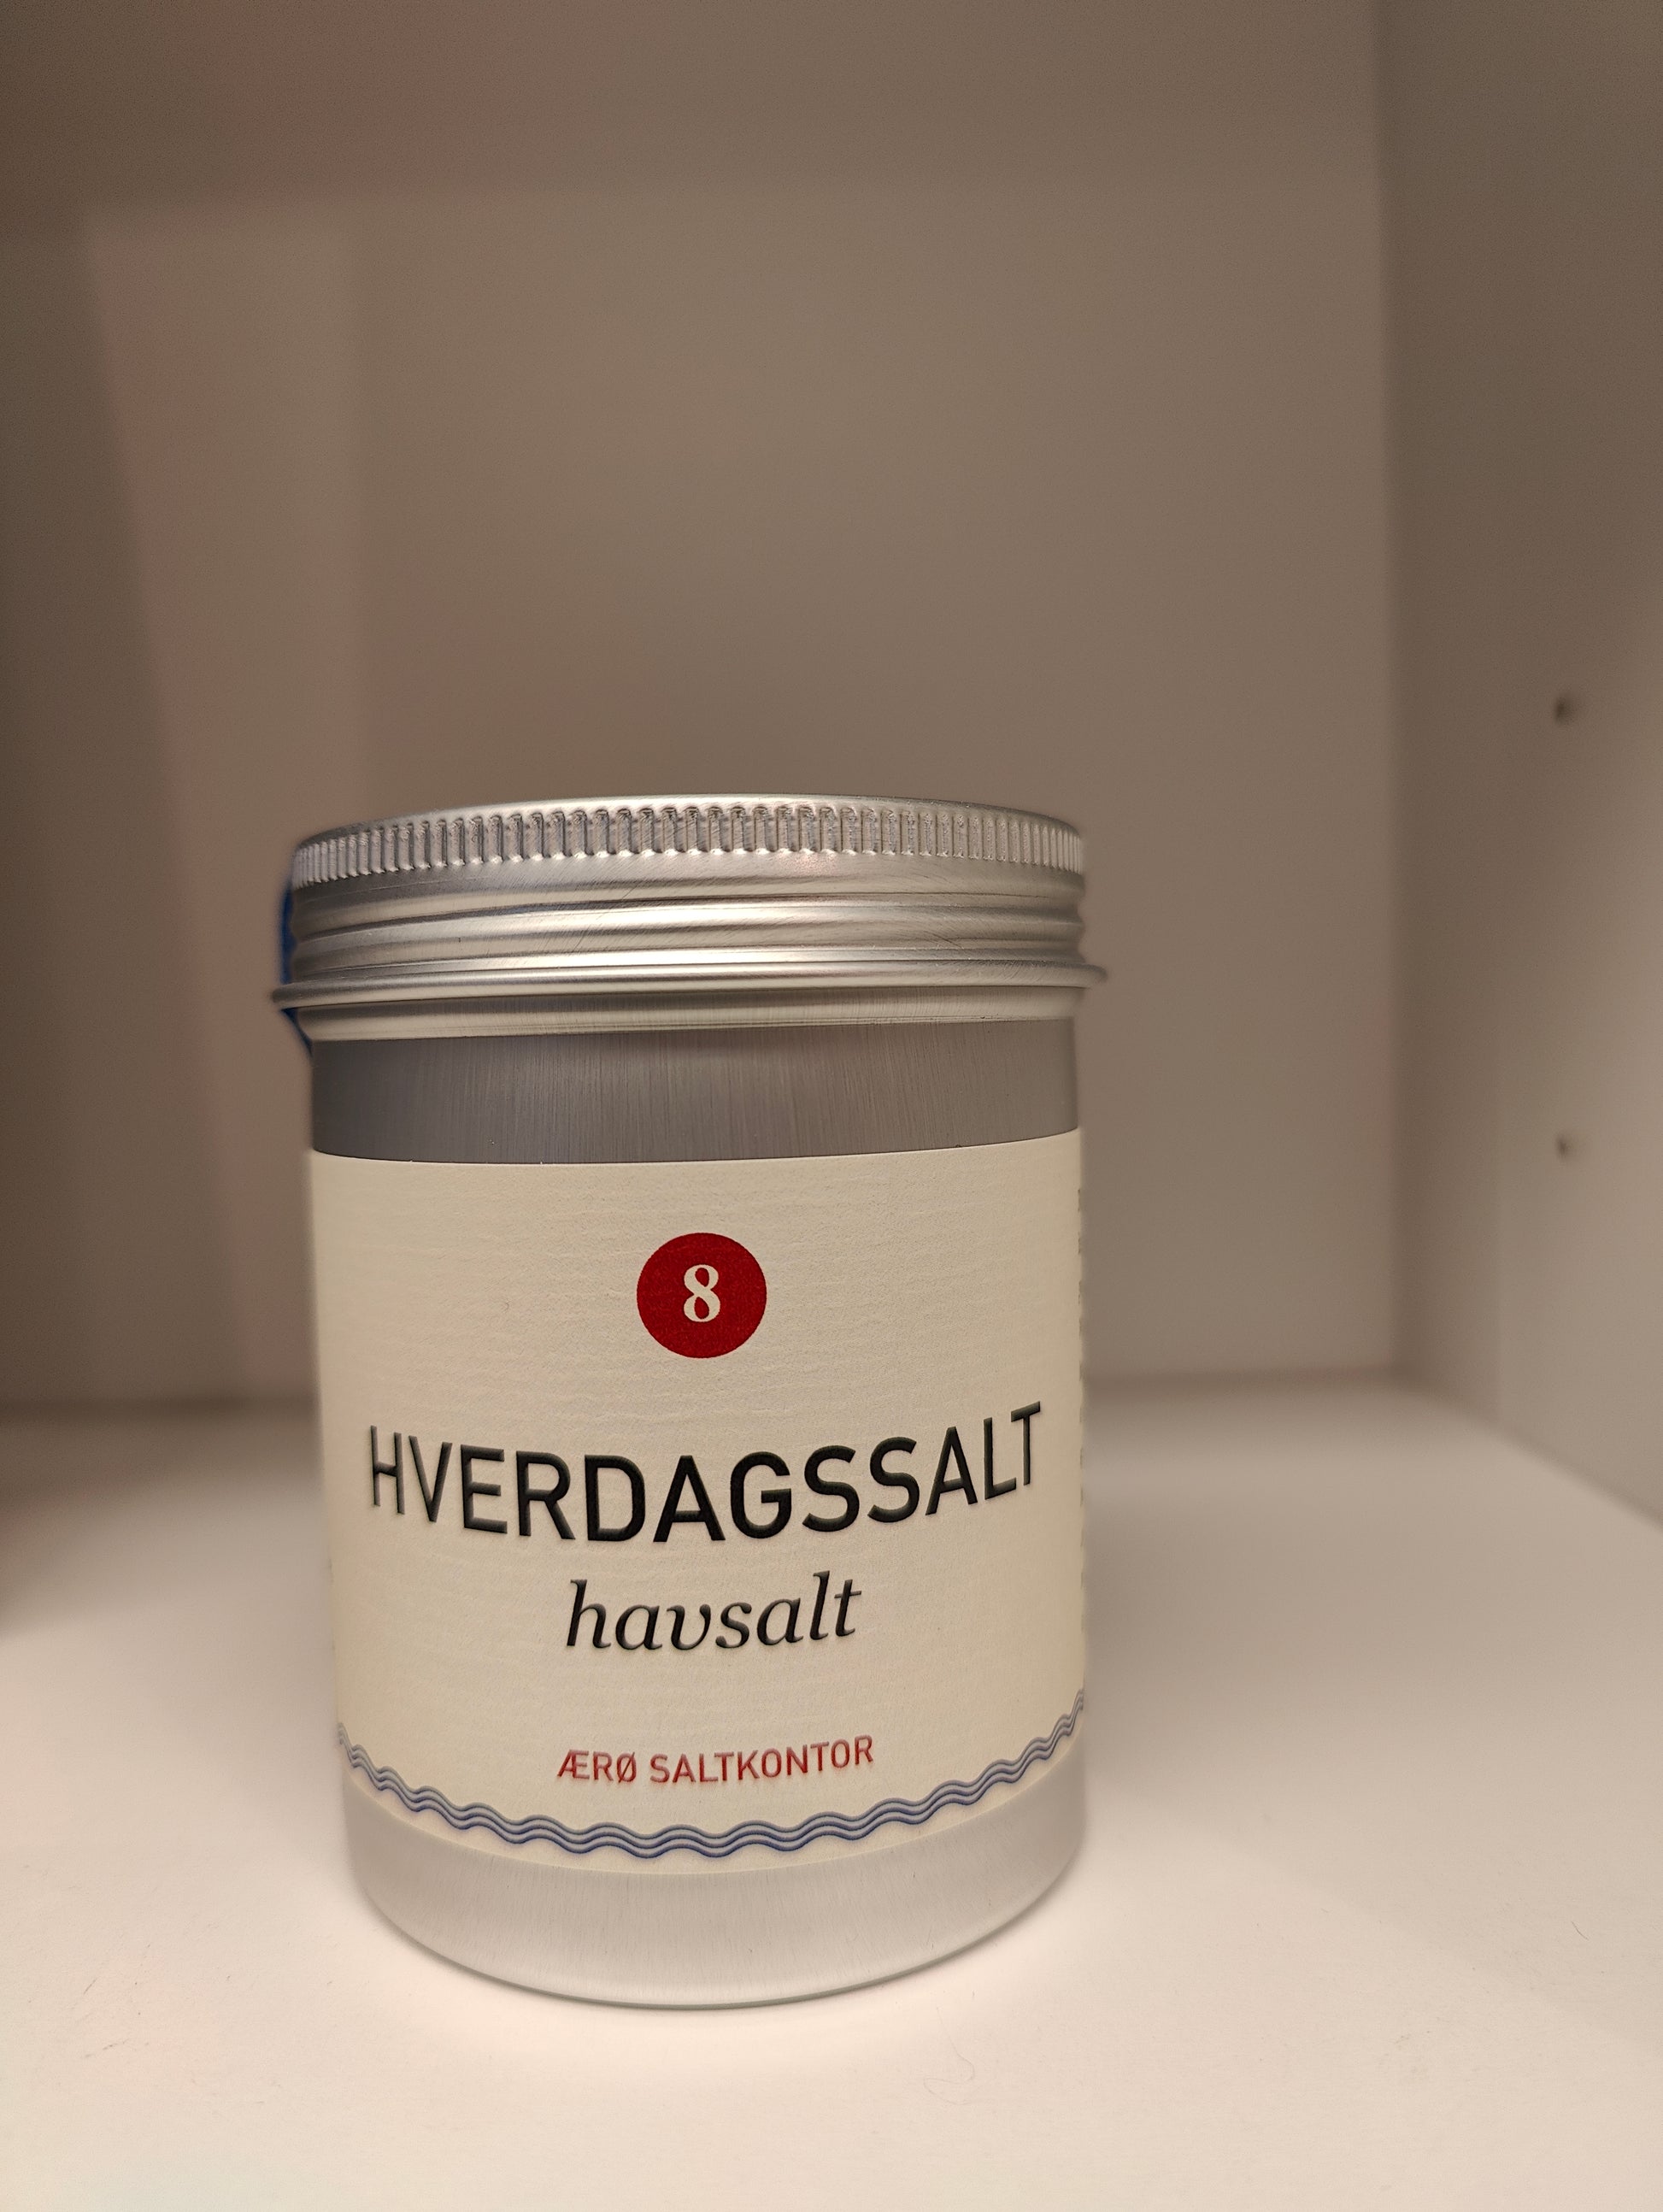 8
HVERDAGSSALT
havsalt
ÆRØ SALTKONTOR